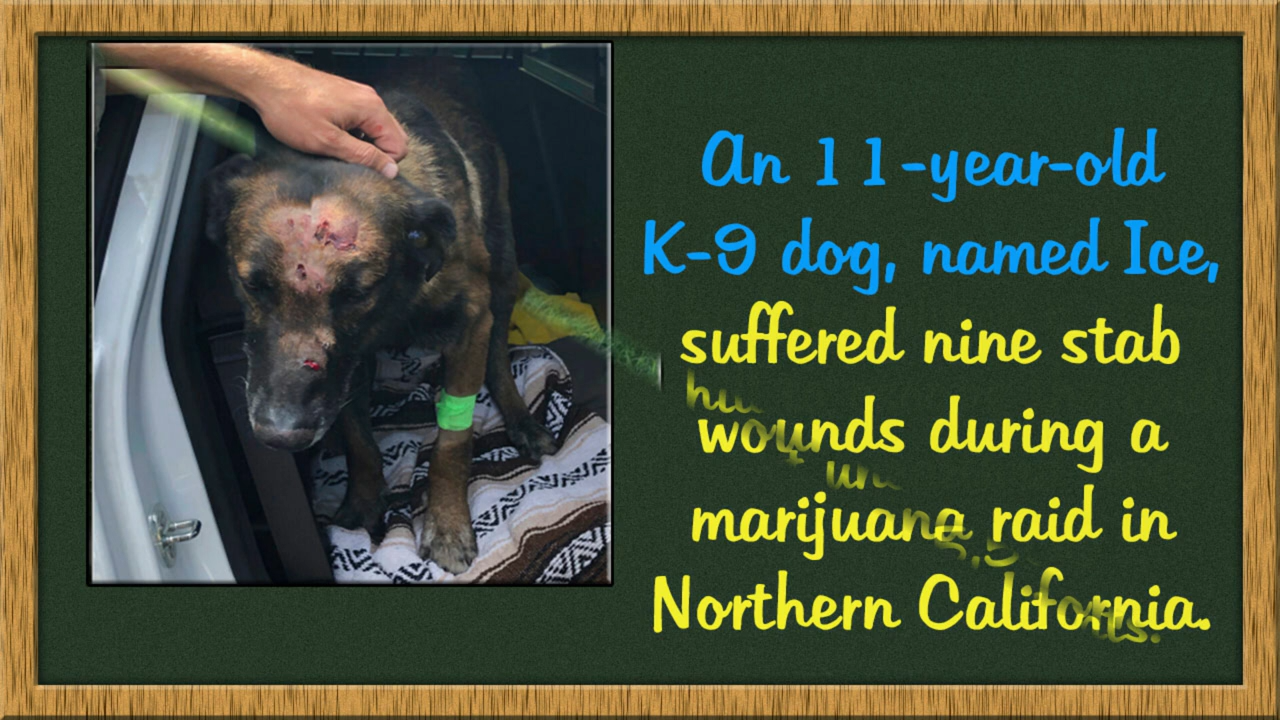 An 11-year-old
K-9 dog, named Ice,
suffered nine stab
wounds during a
marijuana raid in
Northern California.